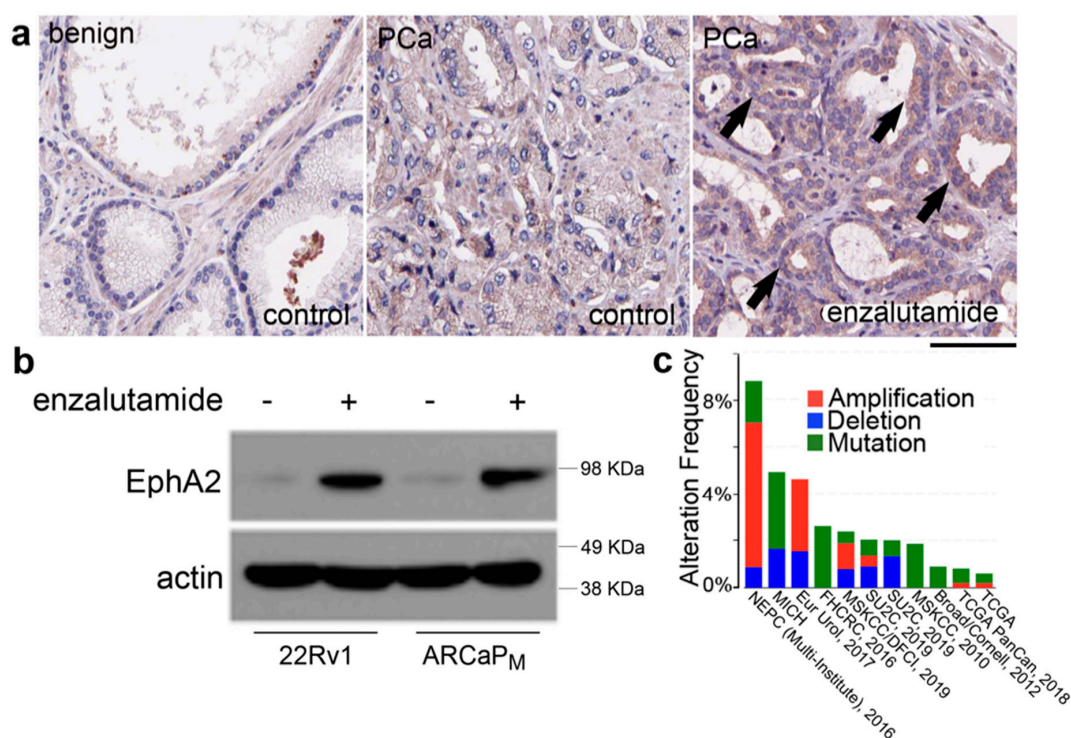 a
benign
control
PCa
control
PCa
enzalutamide
b
enzalutamide - + - +
EphA2
98 KDa
actin
49 KDa
38 KDa
22Rv1
ARCaPM
c
Alteration Frequency
8%
4%
0%
Amplification
Deletion
Mutation
NEPC (Multi-Institute), 2016
MICH
Eur Urol, 2017
FHCRC, 2016
MSKCC/DFCI, 2019
SU2C, 2019
SU2C, 2019
MSKCC, 2010
Broad/Cornell, 2012
TCGA PanCan, 2018
TCGA